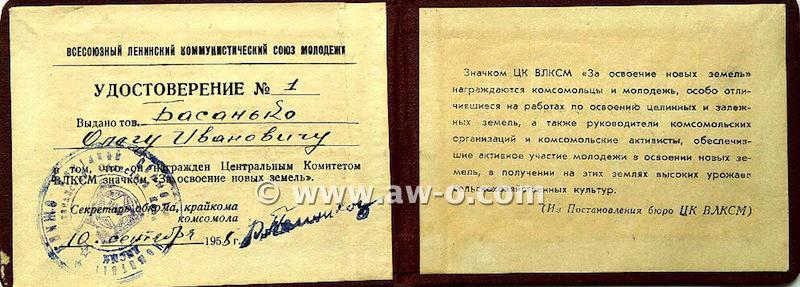 ВСЕСОЮЗНЫЙ ЛЕНИНСКИЙ КОММУНИСТИЧЕСКИЙ СОЮЗ МОЛОДЕЖИ
УДОСТОВЕРЕНИЕ № 1
Выдано тов. Басанько
Олегу Ивановичу
в том, что он награжден Центральным Комитетом
ВЛКСМ значком «За освоение новых земель».
Секретарь обкома, крайкома
комсомола
10 сентября 1958 г.
Значком ЦК ВЛКСМ «За освоение новых земель»
награждаются комсомольцы и молодежь, особо отли-
чившиеся на работах по освоению целинных и залеж-
ных земель, а также руководители комсомольских
организаций и комсомольские активисты, обеспечив-
шие активное участие молодежи в освоении новых зе-
мель, в получении на этих землях высоких урожаев
сельскохозяйственных культур.
(Из Постановления бюро ЦК ВЛКСМ)
© www.aw-o.com ©